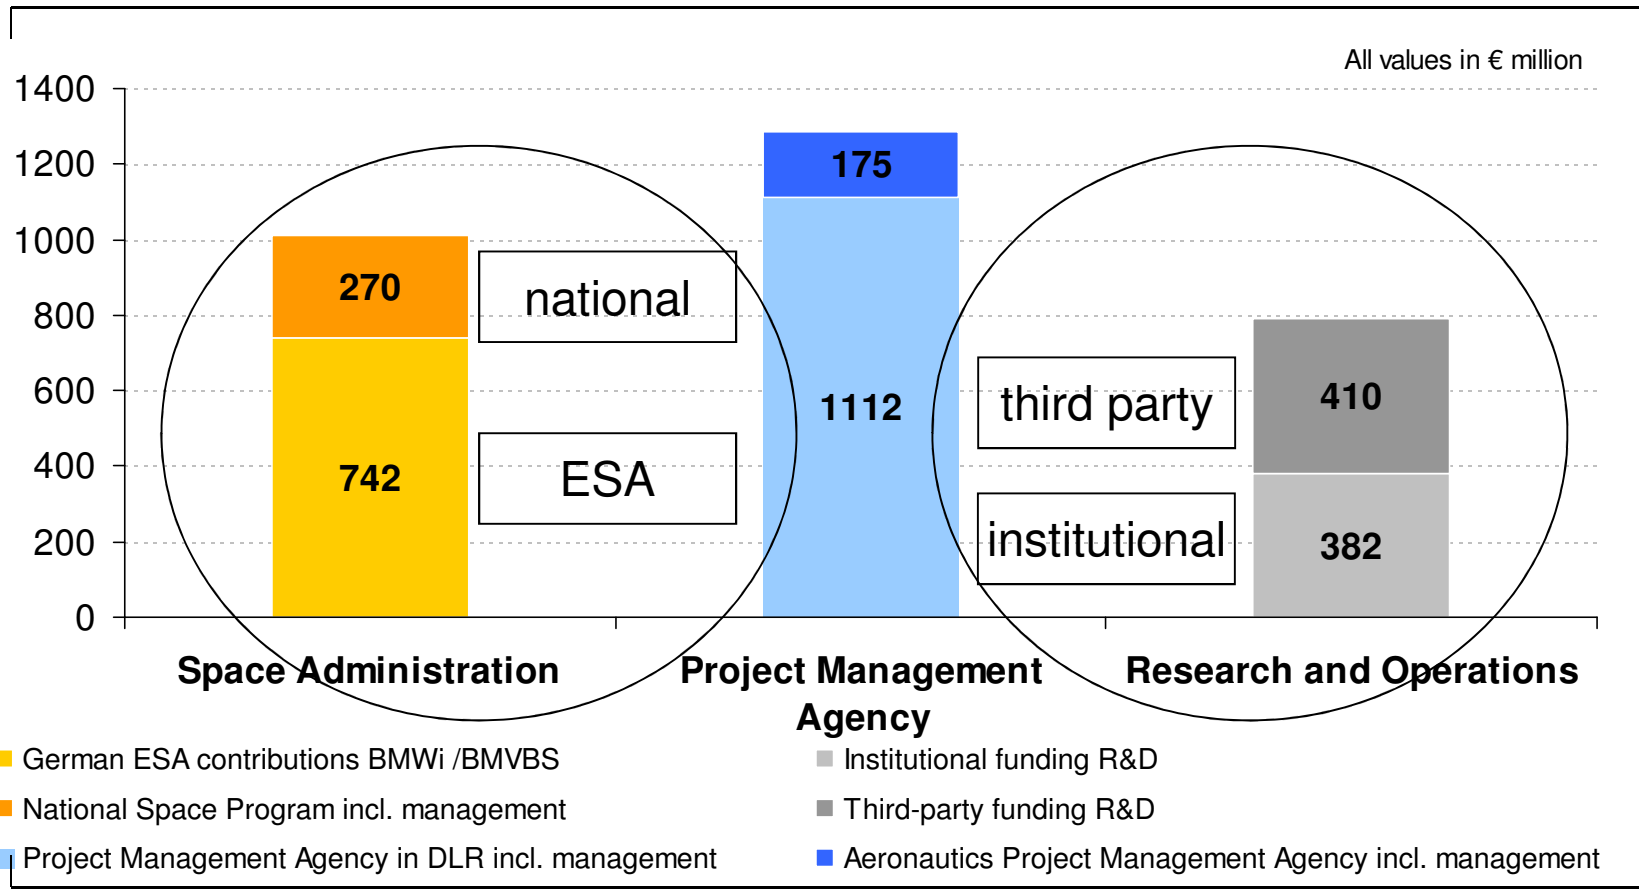 All values in € million
1400
1200
1000
800
600
400
200
0
175
270
national
1112
third party
410
742
ESA
institutional
382
Space Administration
Project Management
Agency
Research and Operations
German ESA contributions BMWi /BMVBS
Institutional funding R&D
National Space Program incl. management
Third-party funding R&D
Project Management Agency in DLR incl. management
Aeronautics Project Management Agency incl. management